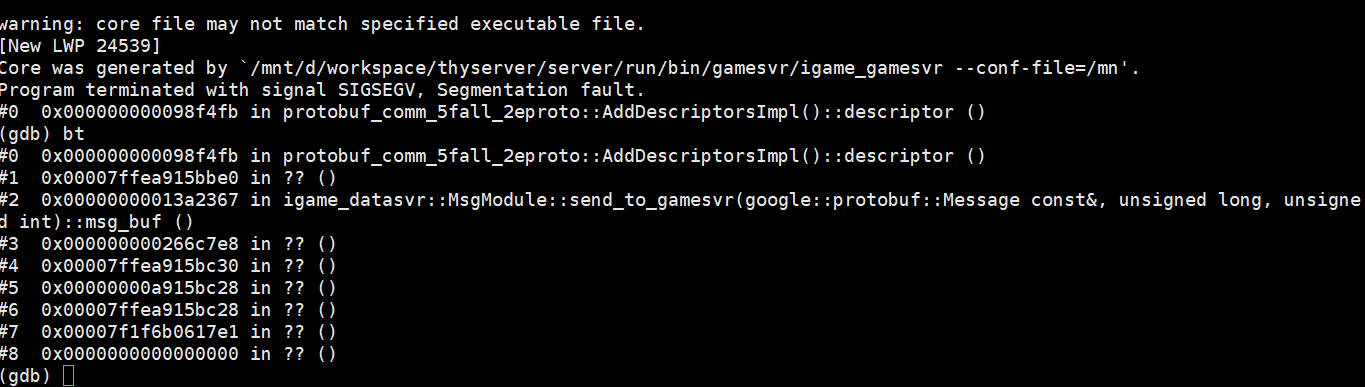 warning: core file may not match specified executable file.
[New LWP 24539]
Core was generated by `/mnt/d/workspace/thyserver/server/run/bin/gamesvr/igame_gamesvr --conf-file=/mn'.
Program terminated with signal SIGSEGV, Segmentation fault.
#0  0x000000000098f4fb in protobuf_comm_5fall_2eproto::AddDescriptorsImpl()::descriptor ()
(gdb) bt
#0  0x000000000098f4fb in protobuf_comm_5fall_2eproto::AddDescriptorsImpl()::descriptor ()
#1  0x00007ffea915bbe0 in ?? ()
#2  0x00000000013a2367 in igame_datasvr::MsgModule::send_to_gamesvr(google::protobuf::Message const&, unsigned long, unsigne
d int)::msg_buf ()
#3  0x000000000266c7e8 in ?? ()
#4  0x00007ffea915bc30 in ?? ()
#5  0x00000000a915bc28 in ?? ()
#6  0x00007ffea915bc28 in ?? ()
#7  0x00007f1f6b0617e1 in ?? ()
#8  0x0000000000000000 in ?? ()
(gdb)